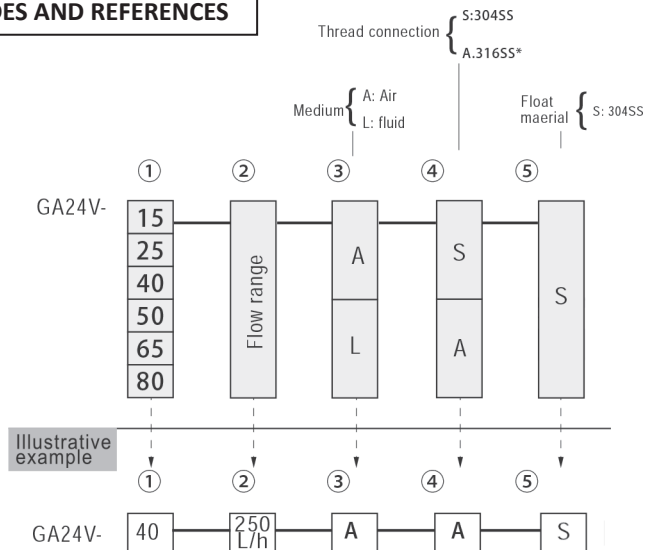 DES AND REFERENCES
Thread connection { S:304SS
A.316SS*
Medium { A: Air
L: fluid
Float
maerial { S: 304SS
① ② ③ ④ ⑤
GA24V-
15
25
40
50
65
80
Flow range
A
L
S
A
S
Illustrative
example
① ② ③ ④ ⑤
GA24V- 40 250 L/h A A S